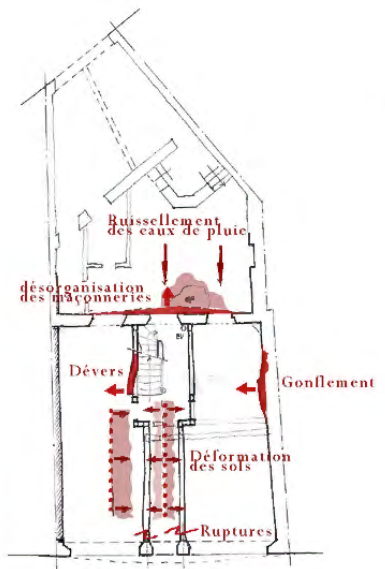 Ruissellement
des eaux de pluie
désorganisation
des maçonneries
Dévers
Gonflement
Déformation
des sols
Ruptures